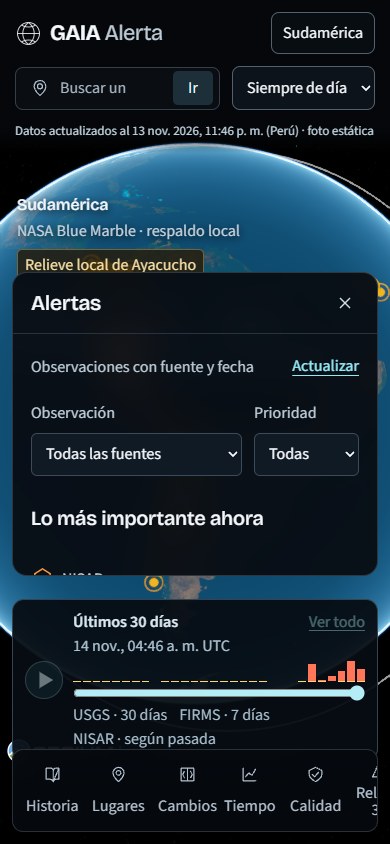 GAIA Alerta
Sudamérica
Buscar un
Ir
Siempre de día
Datos actualizados al 13 nov. 2026, 11:46 p. m. (Perú) · foto estática
Sudamérica
NASA Blue Marble · respaldo local
Relieve local de Ayacucho
Alertas
Observaciones con fuente y fecha
Actualizar
Observación
Prioridad
Todas las fuentes
Todas
Lo más importante ahora
NISAR
Últimos 30 días
Ver todo
14 nov., 04:46 a. m. UTC
USGS · 30 días FIRMS · 7 días
NISAR · según pasada
Historia
Lugares
Cambios
Tiempo
Calidad